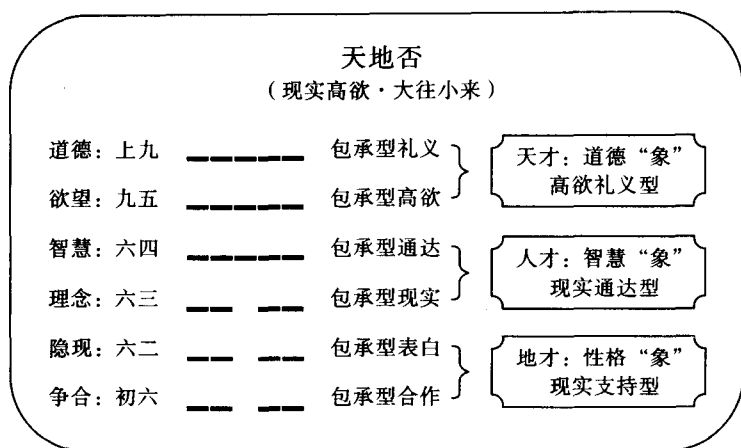 天地否
（现实高欲·大往小来）
道德：上九 包承型礼义
欲望：九五 包承型高欲
天才：道德“象”
高欲礼义型
智慧：六四 包承型通达
理念：六三 包承型现实
人才：智慧“象”
现实通达型
隐现：六二 包承型表白
争合：初六 包承型合作
地才：性格“象”
现实支持型